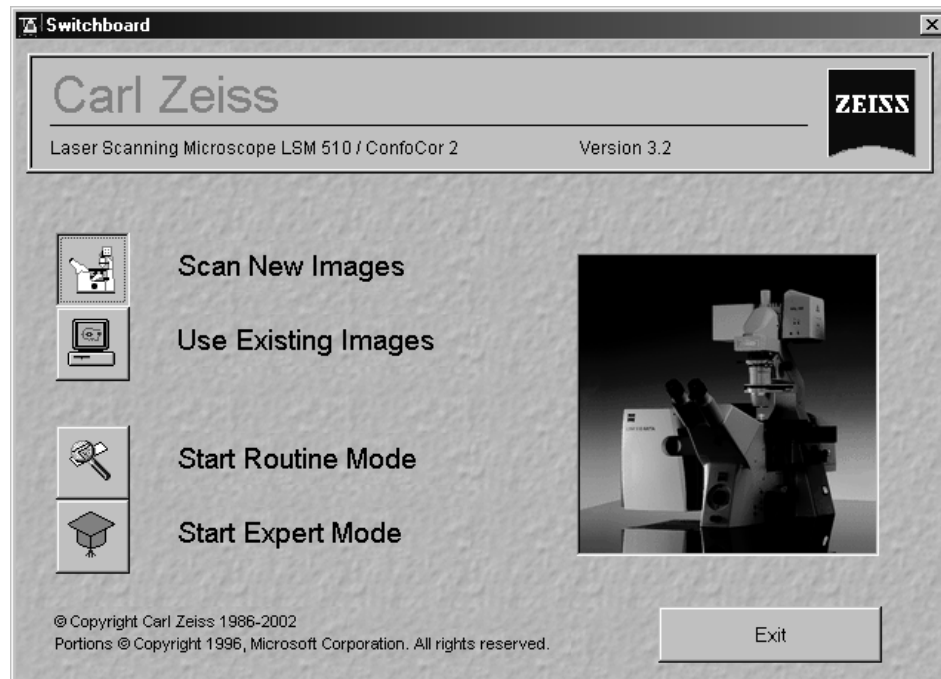 Switchboard
Carl Zeiss
ZEISS
Laser Scanning Microscope LSM 510 / ConfoCor 2 Version 3.2
Scan New Images
Use Existing Images
Start Routine Mode
Start Expert Mode
© Copyright Carl Zeiss 1986-2002
Portions © Copyright 1996, Microsoft Corporation. All rights reserved.
Exit